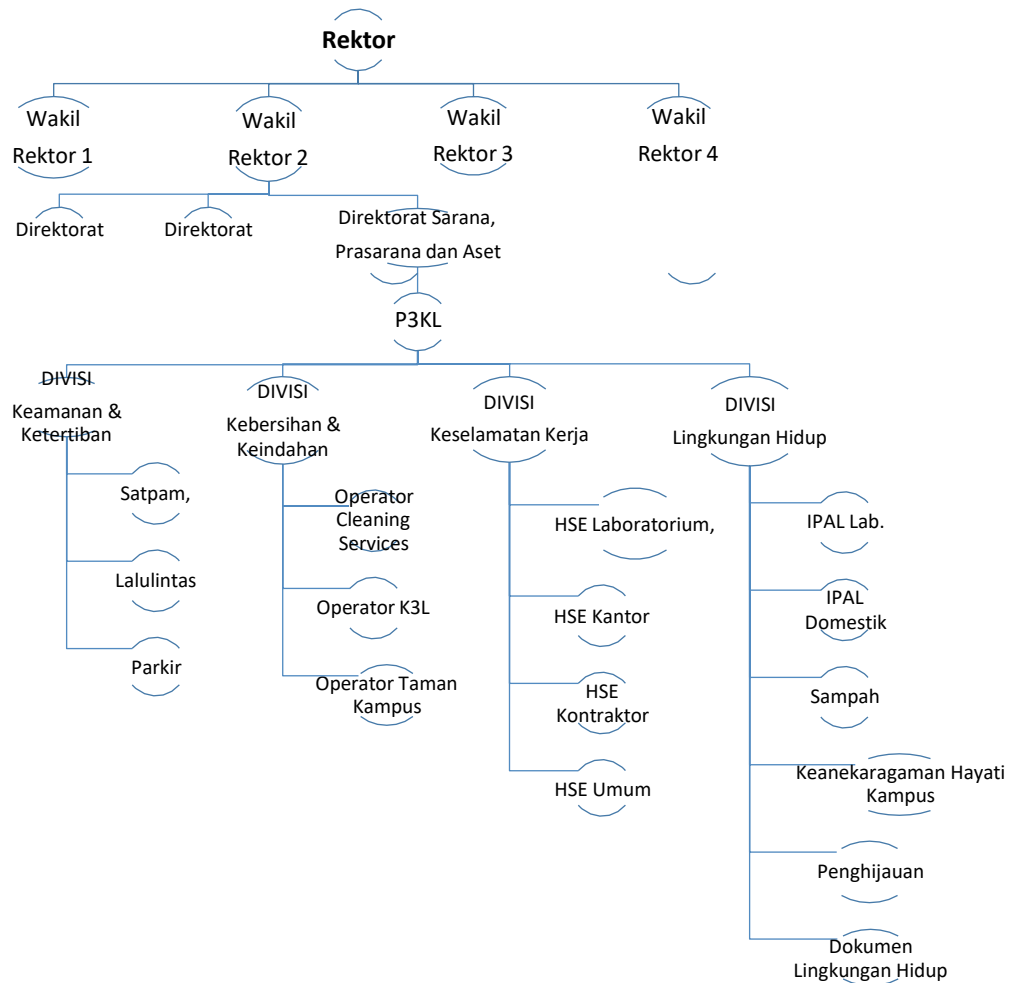 Rektor
Wakil
Rektor 1
Wakil
Rektor 2
Wakil
Rektor 3
Wakil
Rektor 4
Direktorat
Direktorat
Direktorat Sarana,
Prasarana dan Aset
P3KL
DIVISI
Keamanan &
Ketertiban
Satpam,
Lalulintas
Parkir
DIVISI
Kebersihan &
Keindahan
Operator
Cleaning
Services
Operator K3L
Operator Taman
Kampus
DIVISI
Keselamatan Kerja
HSE Laboratorium,
HSE Kantor
HSE
Kontraktor
HSE Umum
DIVISI
Lingkungan Hidup
IPAL Lab.
IPAL
Domestik
Sampah
Keanekaragaman Hayati
Kampus
Penghijauan
Dokumen
Lingkungan Hidup